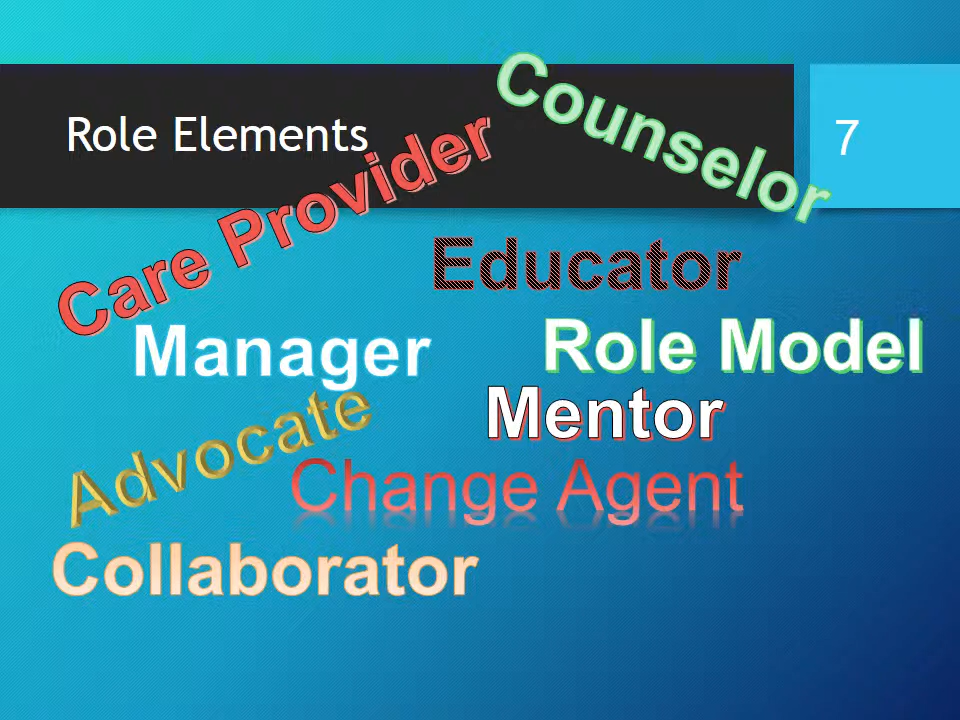 Role Elements
7
Counselor
Care Provider
Educator
Manager
Role Model
Mentor
Advocate
Change Agent
Collaborator